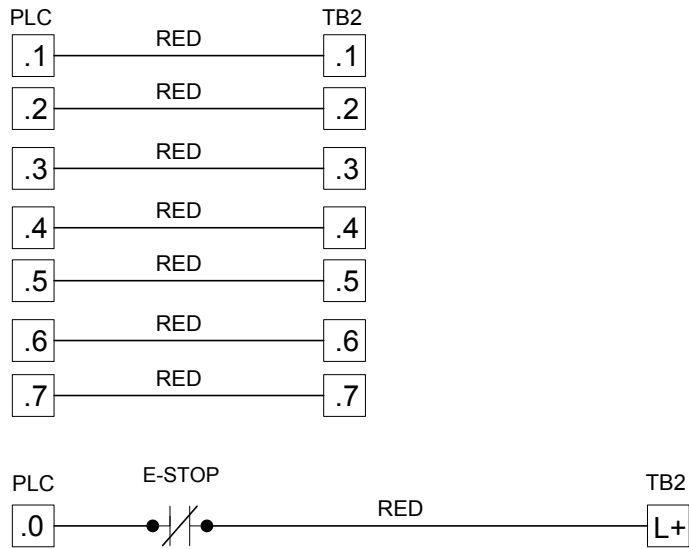 PLC TB2
.1 RED .1
.2 RED .2
.3 RED .3
.4 RED .4
.5 RED .5
.6 RED .6
.7 RED .7
PLC E-STOP TB2
.0 RED L+